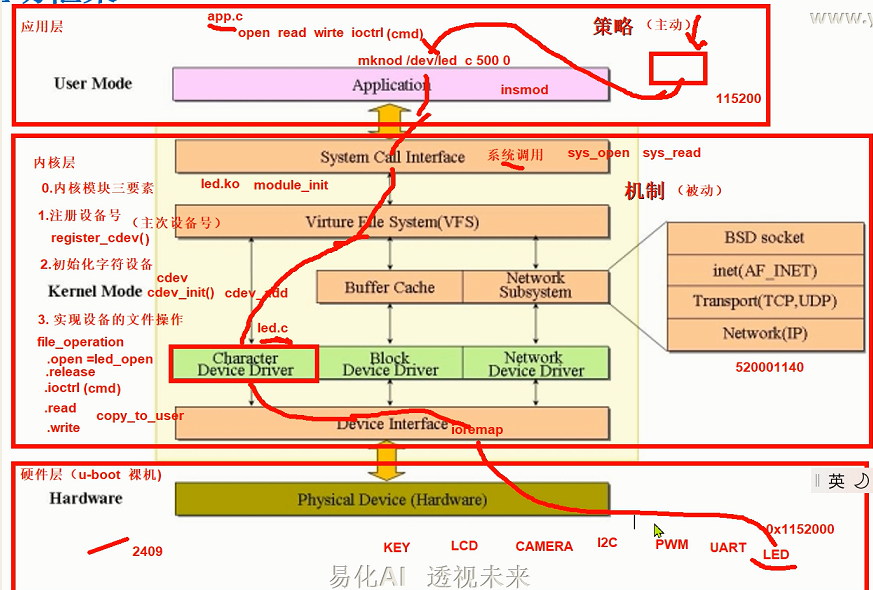 应用层
app.c
open read wirte ioctrl (cmd)
策略（主动）
www.
mknod /dev/led c 500 0
User Mode
Application
insmod
115200
内核层
System Call Interface
系统调用
sys_open sys_read
0.内核模块三要素
led.ko module_init
机制（被动）
1.注册设备号（主次设备号）
register_cdev()
Virture File System(VFS)
BSD socket
2.初始化字符设备
inet(AF_INET)
cdev
Kernel Mode
cdev_init() cdev_add
Buffer Cache
Network
Subsystem
Transport(TCP,UDP)
3. 实现设备的文件操作
led.c
Network(IP)
file_operation
.open =led_open
Character
Device Driver
Block
Device Driver
Network
Device Driver
520001140
.release
.ioctrl (cmd)
.read
copy_to_user
.write
Device Interface
ioremap
硬件层（u-boot 裸机）
英
Hardware
Physical Device (Hardware)
0x1152000
2409
KEY
LCD
CAMERA
I2C
PWM
UART
LED
易化AI 透视未来